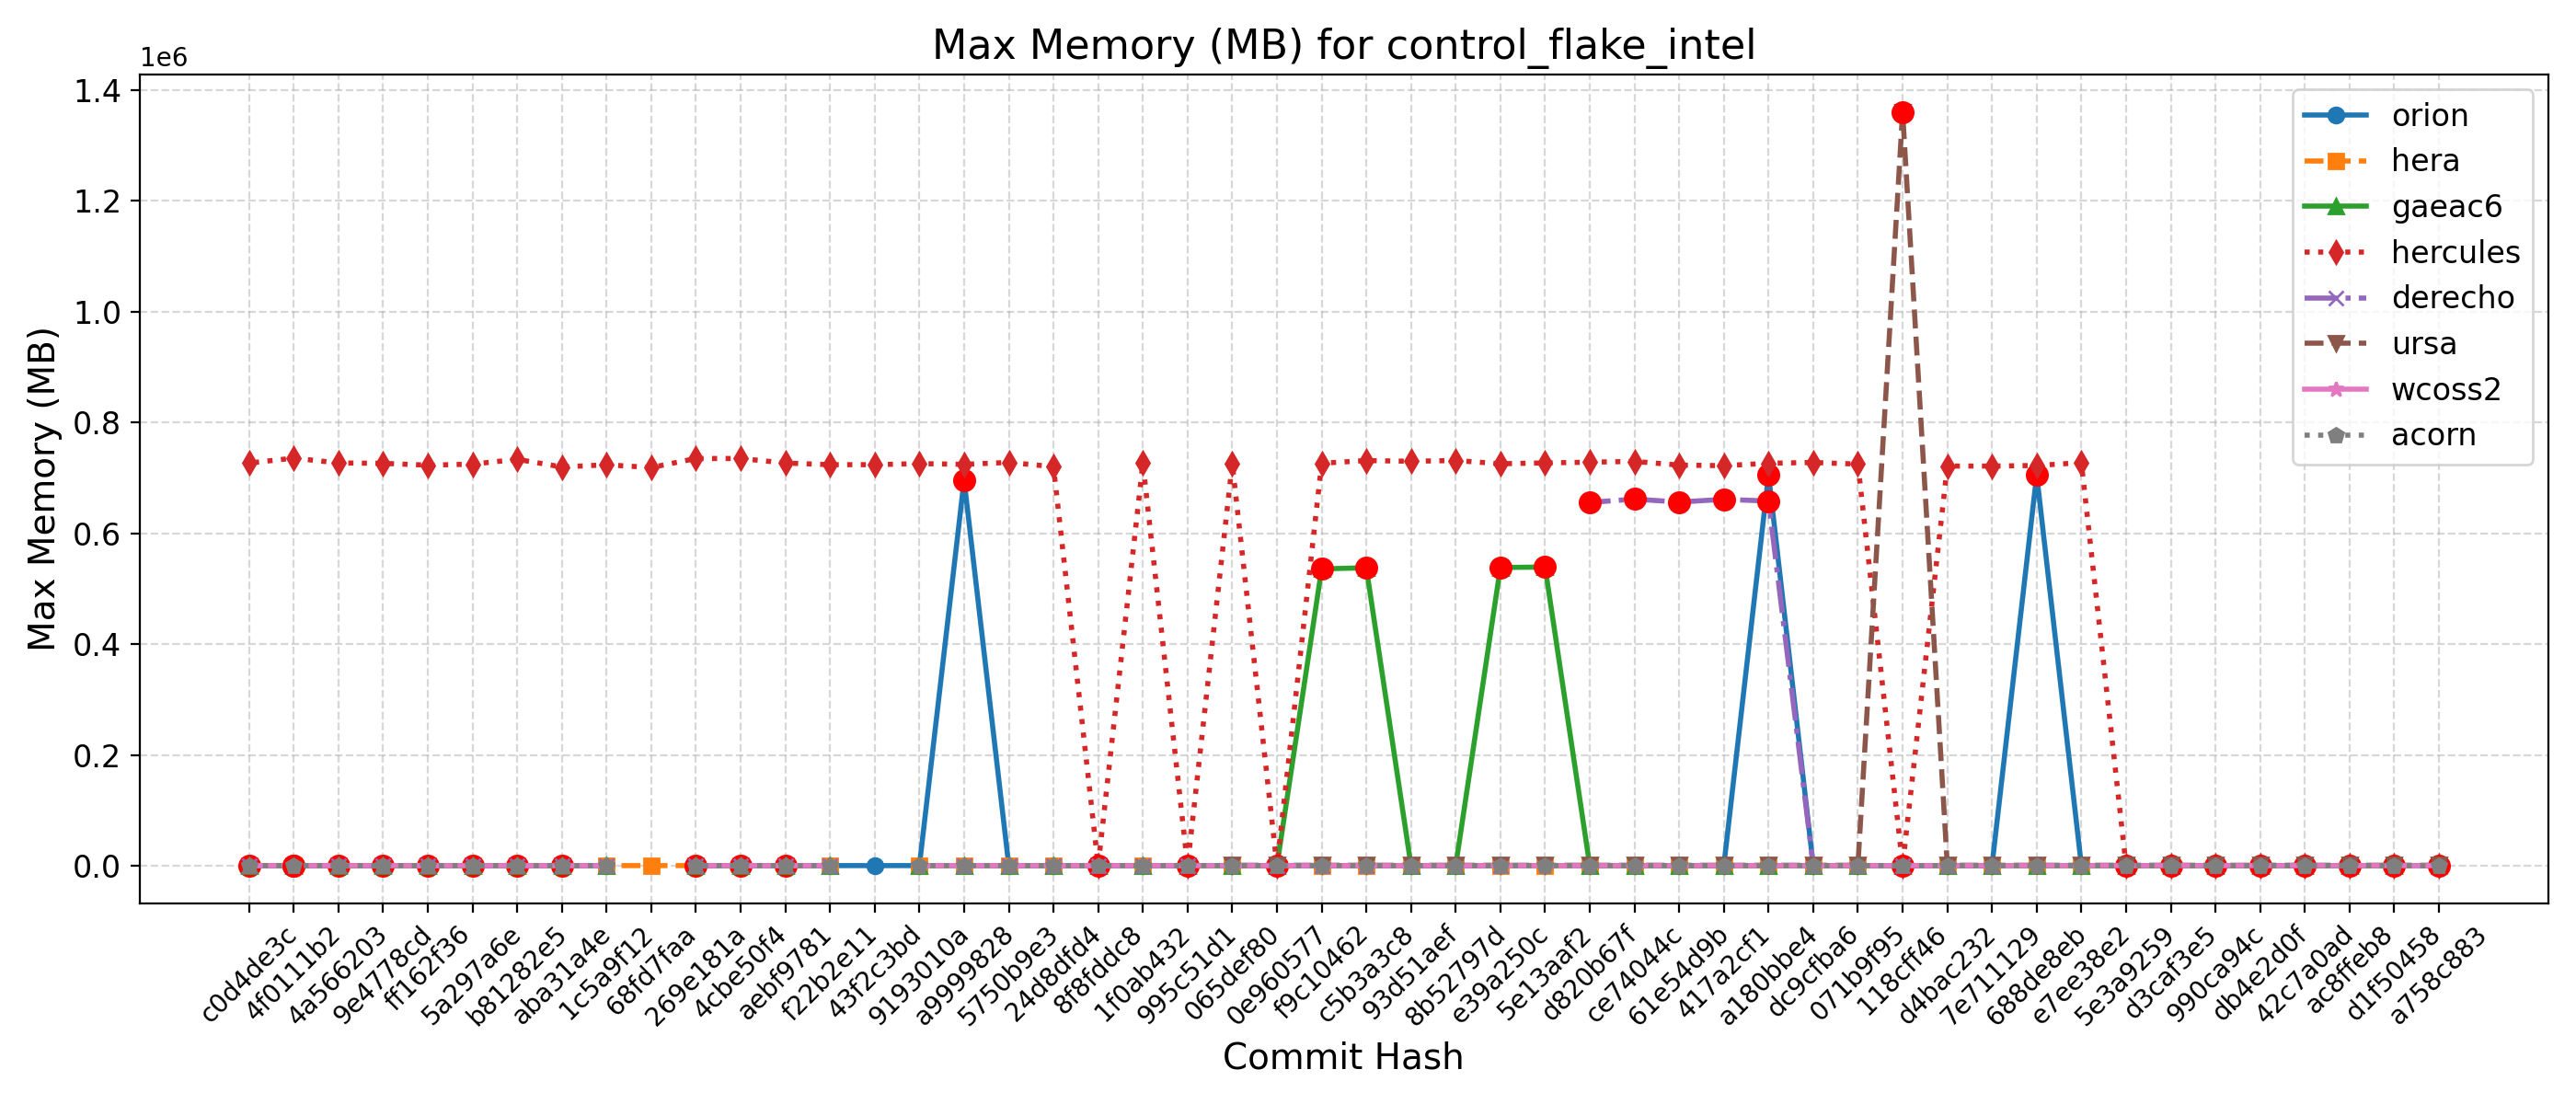 Max Memory (MB) for control_flake_intel
1e6
1.4
1.2
1.0
0.8
0.6
0.4
0.2
0.0
Max Memory (MB)
orion
hera
gaeac6
hercules
derecho
ursa
wcoss2
acorn
c0d4de3c
4f0111b2
4a566203
9e4778cd
ff162f36
5a297a6e
b81282e5
aba31a4e
1c5a9f12
68fd7faa
269e181a
4cbe50f4
aebf9781
f22b2e11
43f2c3bd
9193010a
a9999828
5750b9e3
24d8dfd4
8f8fddc8
1f0ab432
995c51d1
065def80
0e960577
f9c10462
c5b3a3c8
93d51aef
8b52797d
e39a250c
5e13aaf2
d820b67f
ce74044c
61e54d9b
417a2cf1
a180bbe4
dc9cfba6
071b9f95
118cff46
d4bac232
7e711129
688de8eb
e7ee38e2
5e3a9259
d3caf3e5
990ca94c
db4e2d0f
42c7a0ad
ac8ffeb8
d1f50458
a758c883
Commit Hash